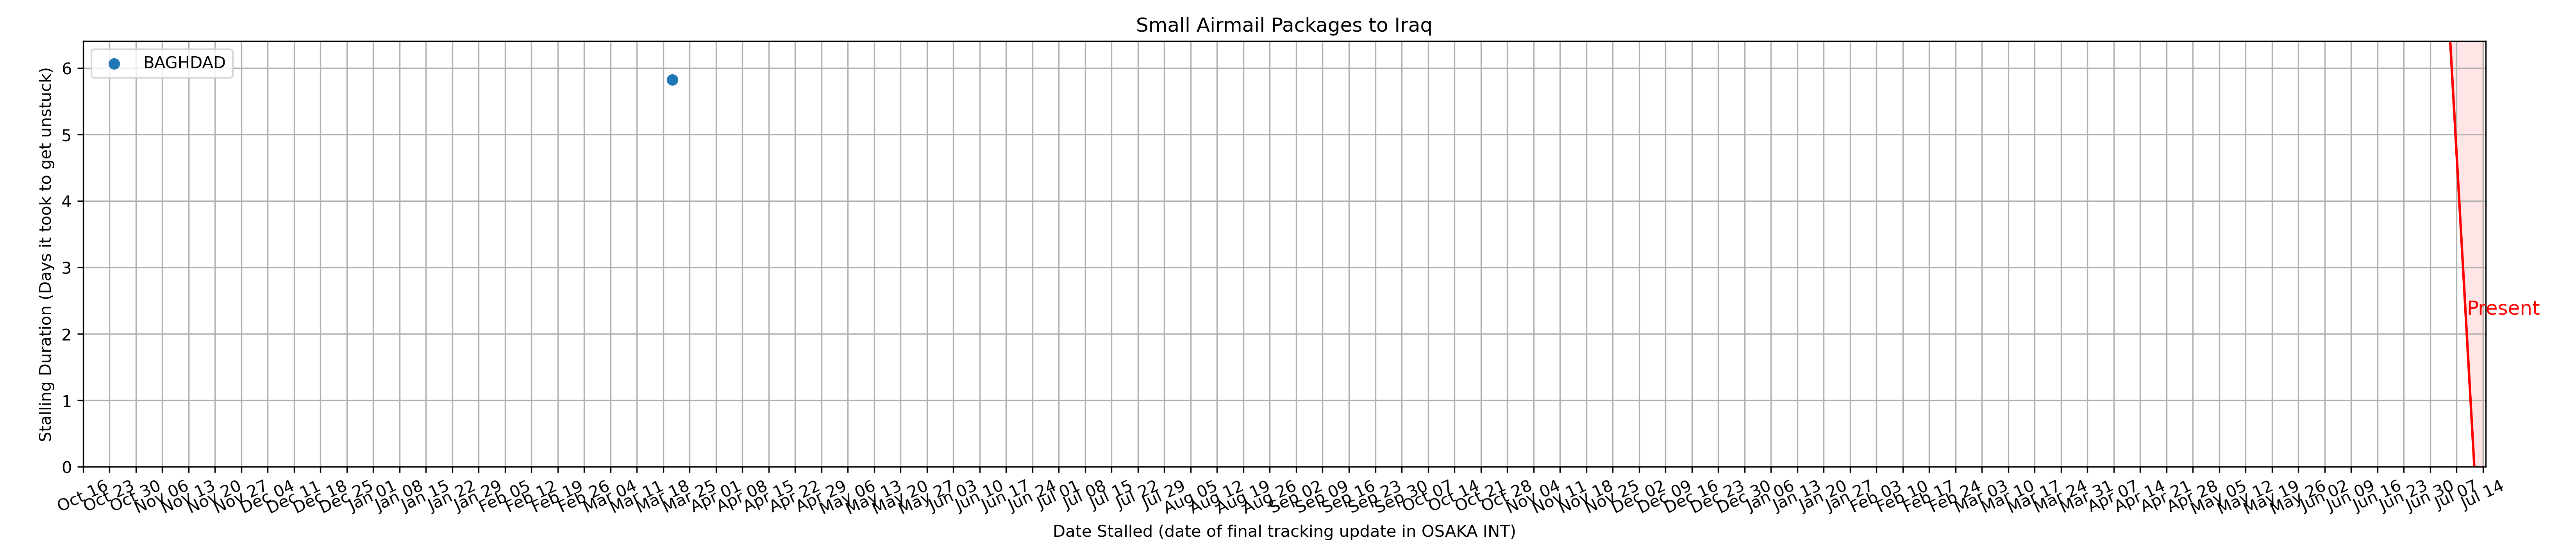 Small Airmail Packages to Iraq
BAGHDAD
Stalling Duration (Days it took to get unstuck)
6
5
4
3
2
1
0
Present
Oct 16
Oct 23
Oct 30
Nov 06
Nov 13
Nov 20
Nov 27
Dec 04
Dec 11
Dec 18
Dec 25
Jan 01
Jan 08
Jan 15
Jan 22
Jan 29
Feb 05
Feb 12
Feb 19
Feb 26
Mar 04
Mar 11
Mar 18
Mar 25
Apr 01
Apr 08
Apr 15
Apr 22
Apr 29
May 06
May 13
May 20
May 27
Jun 03
Jun 10
Jun 17
Jun 24
Jul 01
Jul 08
Jul 15
Jul 22
Jul 29
Aug 05
Aug 12
Aug 19
Aug 26
Sep 02
Sep 09
Sep 16
Sep 23
Sep 30
Oct 07
Oct 14
Oct 21
Oct 28
Nov 04
Nov 11
Nov 18
Nov 25
Dec 02
Dec 09
Dec 16
Dec 23
Dec 30
Jan 06
Jan 13
Jan 20
Jan 27
Feb 03
Feb 10
Feb 17
Feb 24
Mar 03
Mar 10
Mar 17
Mar 24
Mar 31
Apr 07
Apr 14
Apr 21
Apr 28
May 05
May 12
May 19
May 26
Jun 02
Jun 09
Jun 16
Jun 23
Jun 30
Jul 07
Jul 14
Date Stalled (date of final tracking update in OSAKA INT)